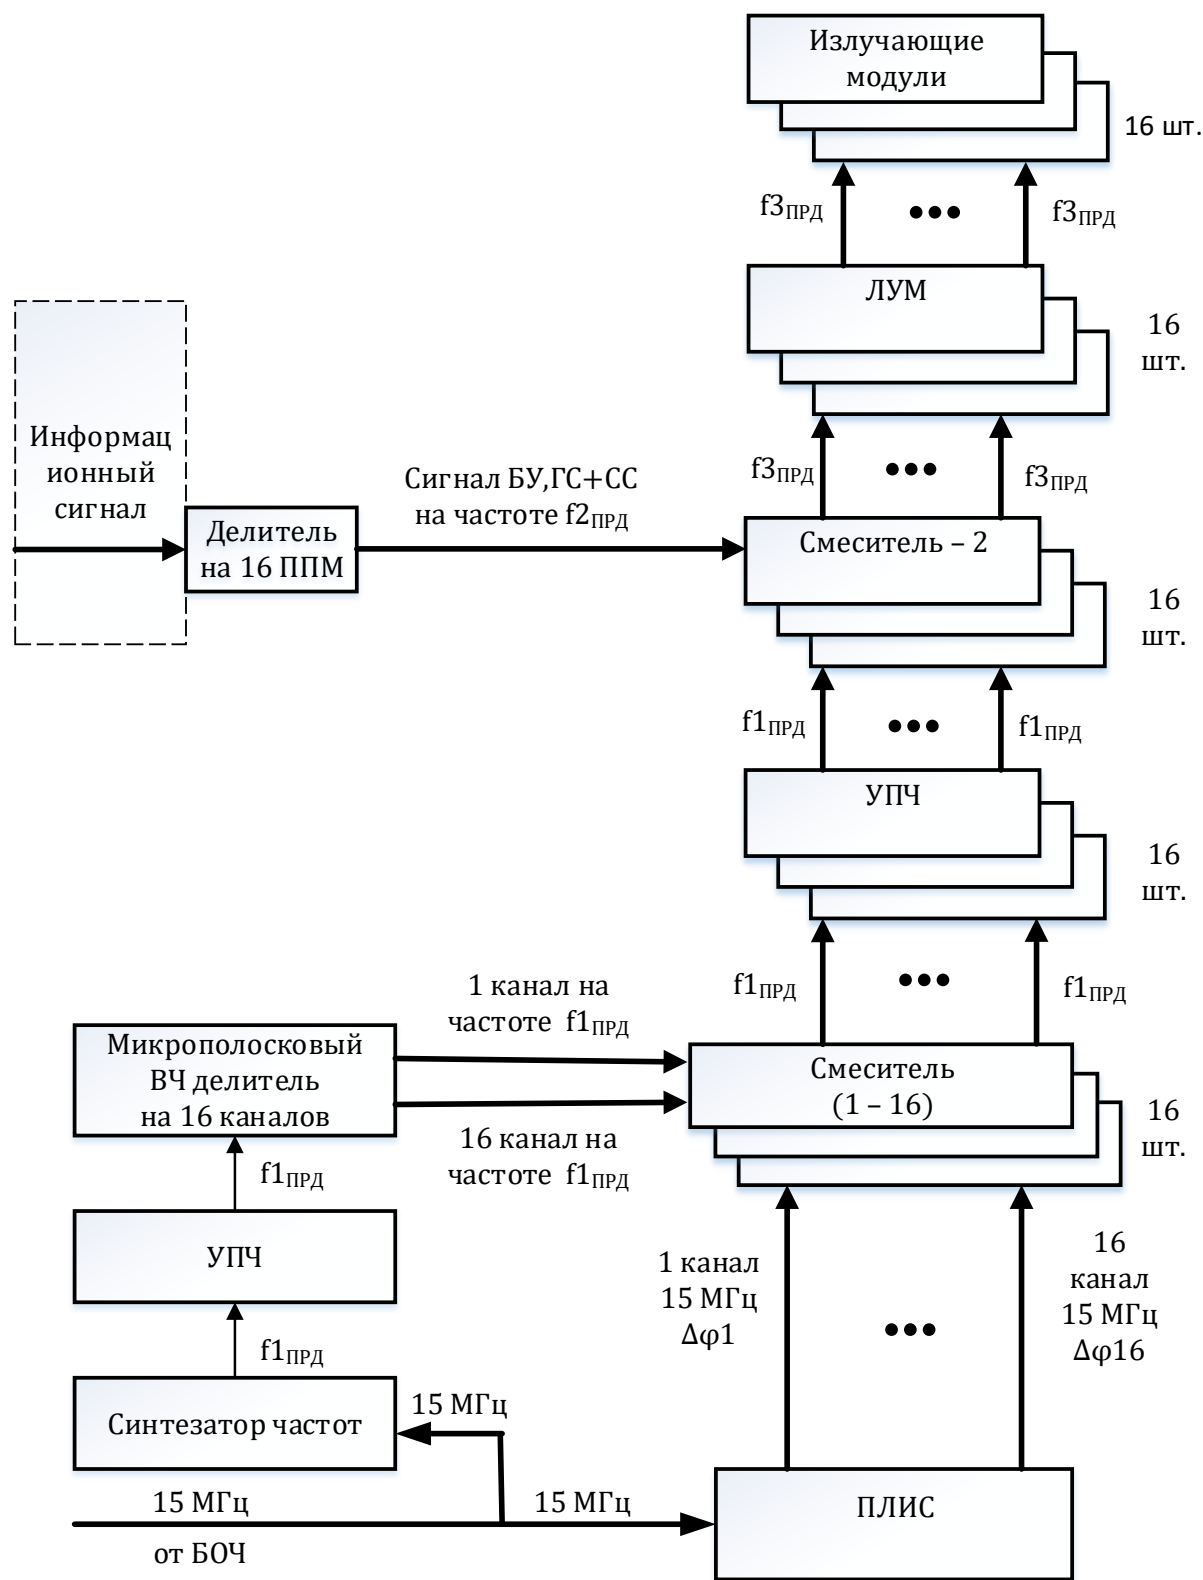 Излучающие
модули
16 шт.
f3ПРД
f3ПРД
ЛУМ
16
шт.
Информац
ионный
сигнал
Делитель
на 16 ППМ
Сигнал БУ,ГС+СС
на частоте f2ПРД
f3ПРД
f3ПРД
Смеситель – 2
16
шт.
f1ПРД
f1ПРД
УПЧ
16
шт.
f1ПРД
f1ПРД
1 канал на
частоте f1ПРД
Микрополосковый
ВЧ делитель
на 16 каналов
16 канал на
частоте f1ПРД
Смеситель
(1 – 16)
16
шт.
f1ПРД
УПЧ
f1ПРД
1 канал
15 МГц
Δφ1
16
канал
15 МГц
Δφ16
Синтезатор частот
15 МГц
15 МГц
от БОЧ
15 МГц
ПЛИС